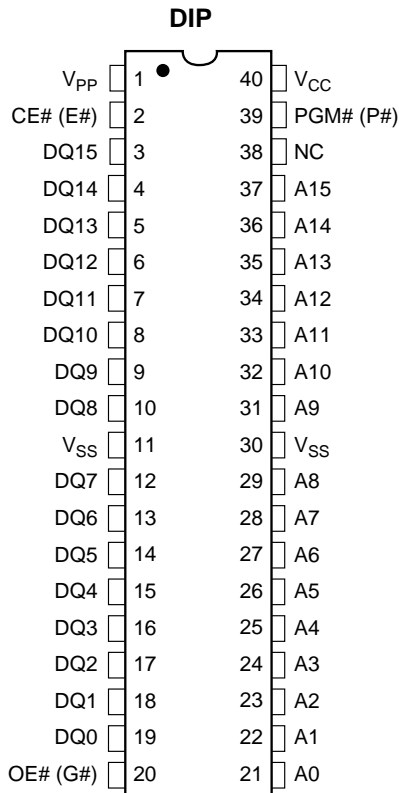 DIP
VPP 1 40 VCC
CE# (E#) 2 39 PGM# (P#)
DQ15 3 38 NC
DQ14 4 37 A15
DQ13 5 36 A14
DQ12 6 35 A13
DQ11 7 34 A12
DQ10 8 33 A11
DQ9 9 32 A10
DQ8 10 31 A9
VSS 11 30 VSS
DQ7 12 29 A8
DQ6 13 28 A7
DQ5 14 27 A6
DQ4 15 26 A5
DQ3 16 25 A4
DQ2 17 24 A3
DQ1 18 23 A2
DQ0 19 22 A1
OE# (G#) 20 21 A0